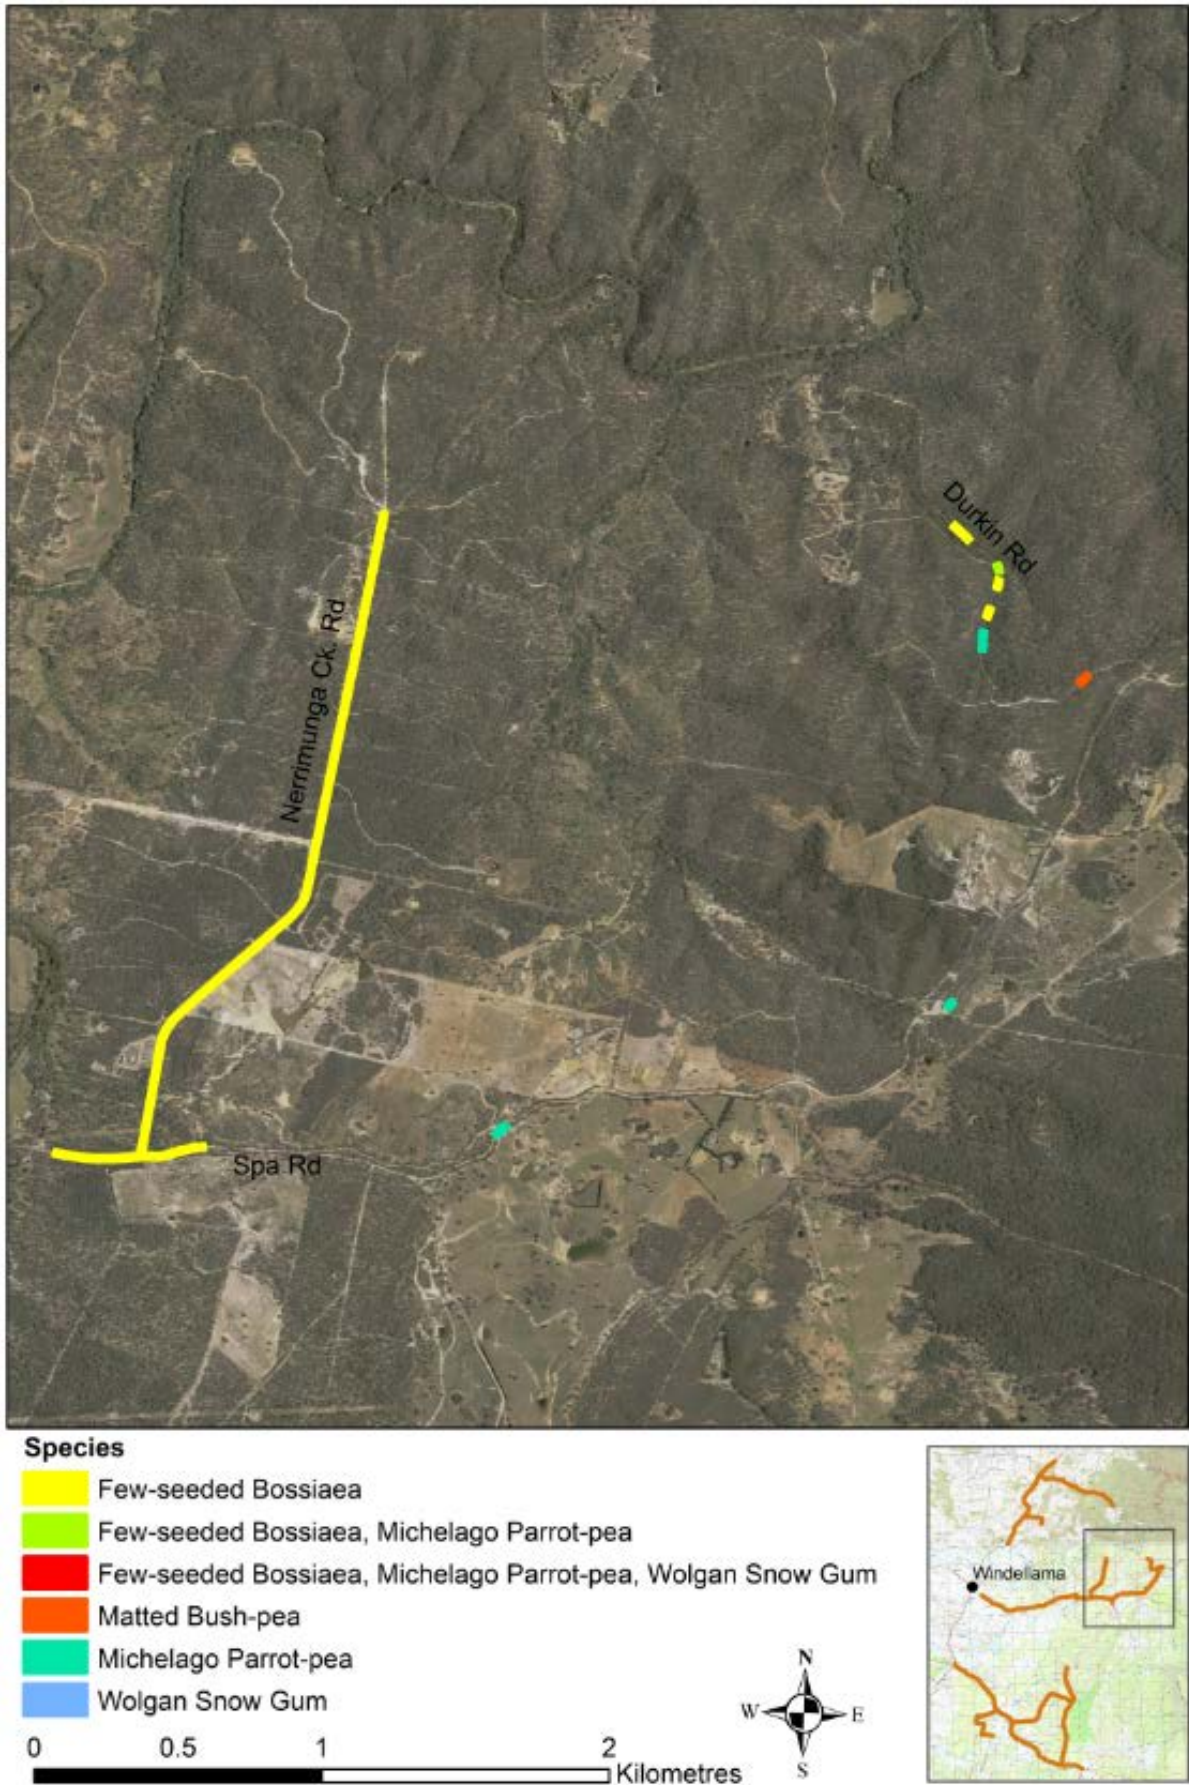 Durkin Rd
Nerrimunga Ck. Rd
Spa Rd
Species
Few-seeded Bossiaea
Few-seeded Bossiaea, Michelago Parrot-pea
Few-seeded Bossiaea, Michelago Parrot-pea, Wolgan Snow Gum
Matted Bush-pea
Michelago Parrot-pea
Wolgan Snow Gum
0 0.5 1 2
Kilometres
N
W E
S
Windellama